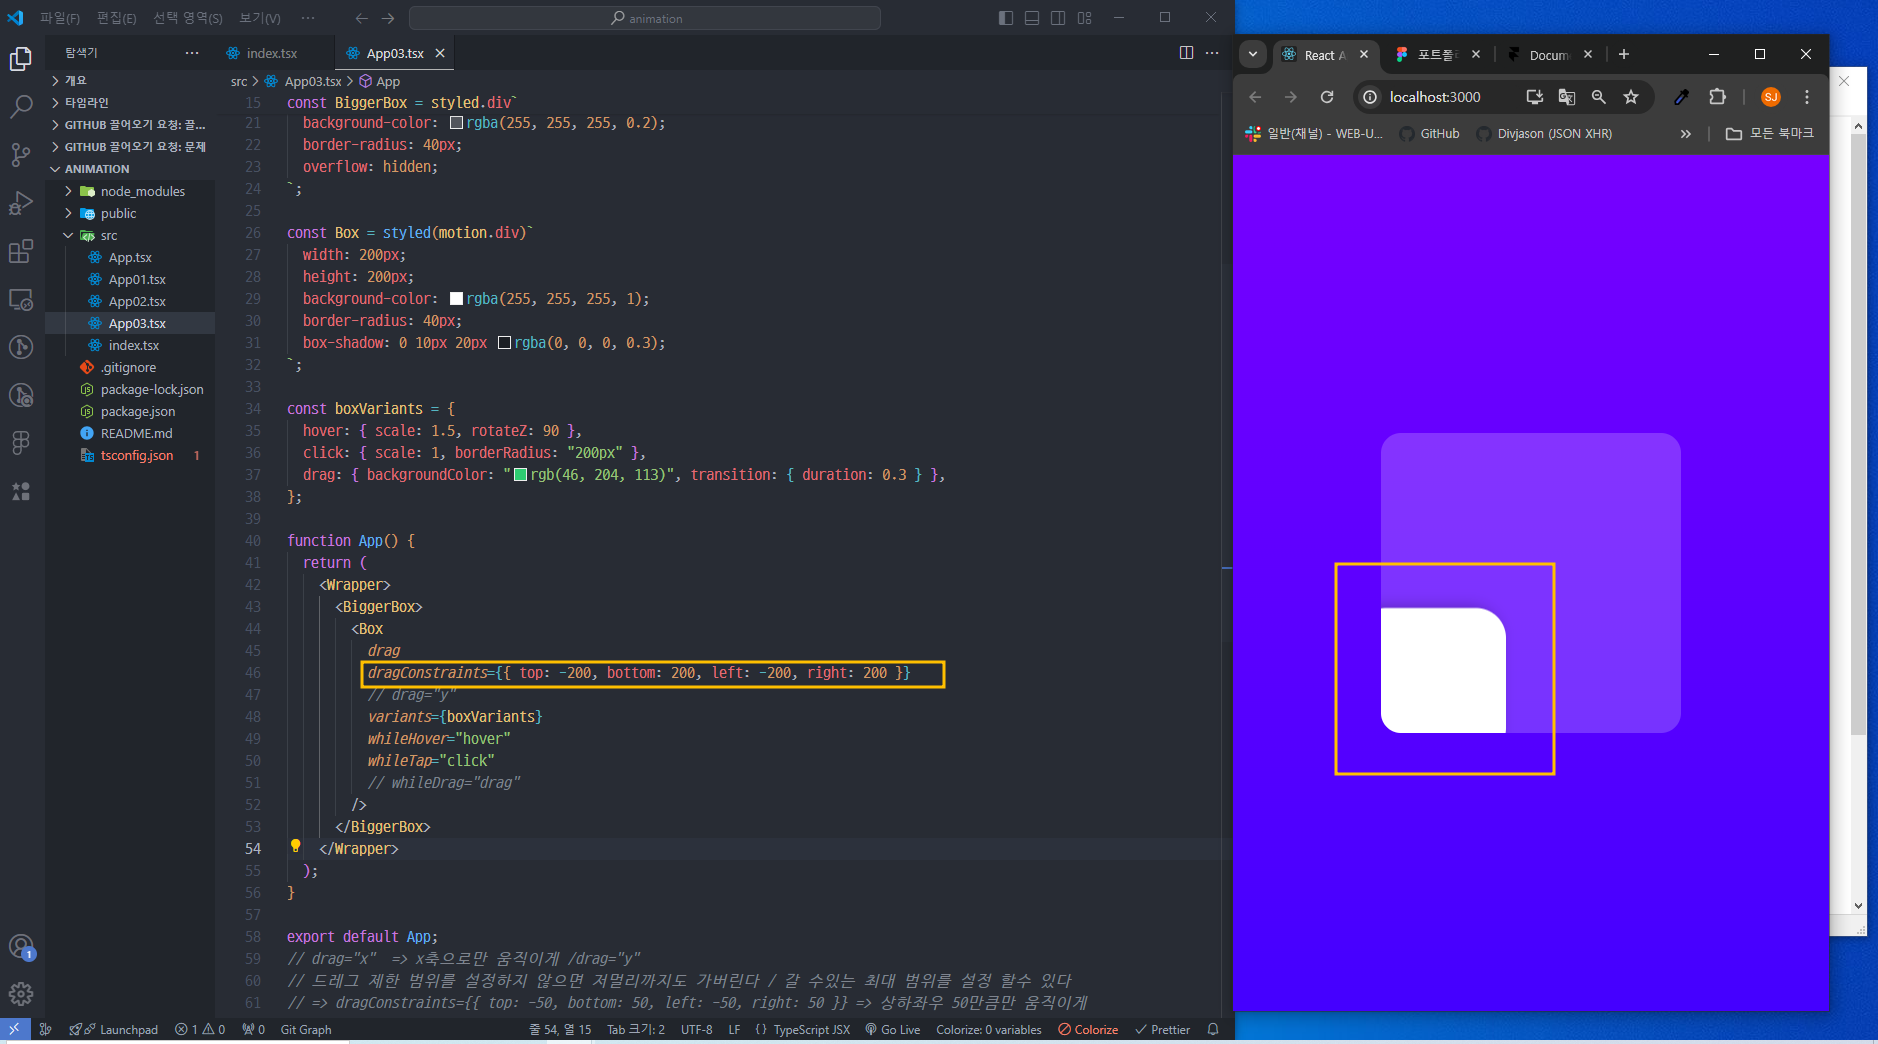 파일(F) 편집(E) 선택 영역(S) 보기(V) ··· animation
탐색기 ···
index.tsx
App03.tsx
src > App03.tsx > App
개요
타임라인
GITHUB 끌어오기 요청: 끌...
GITHUB 끌어오기 요청: 문제
ANIMATION
node_modules
public
src
App.tsx
App01.tsx
App02.tsx
App03.tsx
index.tsx
.gitignore
package-lock.json
package.json
README.md
tsconfig.json 1
15 const BiggerBox = styled.div`
21 background-color: rgba(255, 255, 255, 0.2);
22 border-radius: 40px;
23 overflow: hidden;
24 `;
25
26 const Box = styled(motion.div)`
27 width: 200px;
28 height: 200px;
29 background-color: rgba(255, 255, 255, 1);
30 border-radius: 40px;
31 box-shadow: 0 10px 20px rgba(0, 0, 0, 0.3);
32 `;
33
34 const boxVariants = {
35 hover: { scale: 1.5, rotateZ: 90 },
36 click: { scale: 1, borderRadius: "200px" },
37 drag: { backgroundColor: "rgb(46, 204, 113)", transition: { duration: 0.3 } },
38 };
39
40 function App() {
41 return (
42 <Wrapper>
43 <BiggerBox>
44 <Box
45 drag
46 dragConstraints={{ top: -200, bottom: 200, left: -200, right: 200 }}
47 // drag="y"
48 variants={boxVariants}
49 whileHover="hover"
50 whileTap="click"
51 // whileDrag="drag"
52 />
53 </BiggerBox>
54 </Wrapper>
55 );
56 }
57
58 export default App;
59 // drag="x" => x축으로만 움직이게 /drag="y"
60 // 드레그 제한 범위를 설정하지 않으면 저멀리까지도 가버린다 / 갈 수있는 최대 범위를 설정 할수 있다
61 // => dragConstraints={{ top: -50, bottom: 50, left: -50, right: 50 }} => 상하좌우 50만큼만 움직이게
1
Launchpad 1 0 0 Git Graph 줄 54, 열 15 Tab 크기: 2 UTF-8 LF {} TypeScript JSX Go Live Colorize: 0 variables Colorize Prettier
React A
포트폴
Docum
localhost:3000
SJ
일반(채널) - WEB-U... GitHub Divjason (JSON XHR) » 모든 북마크